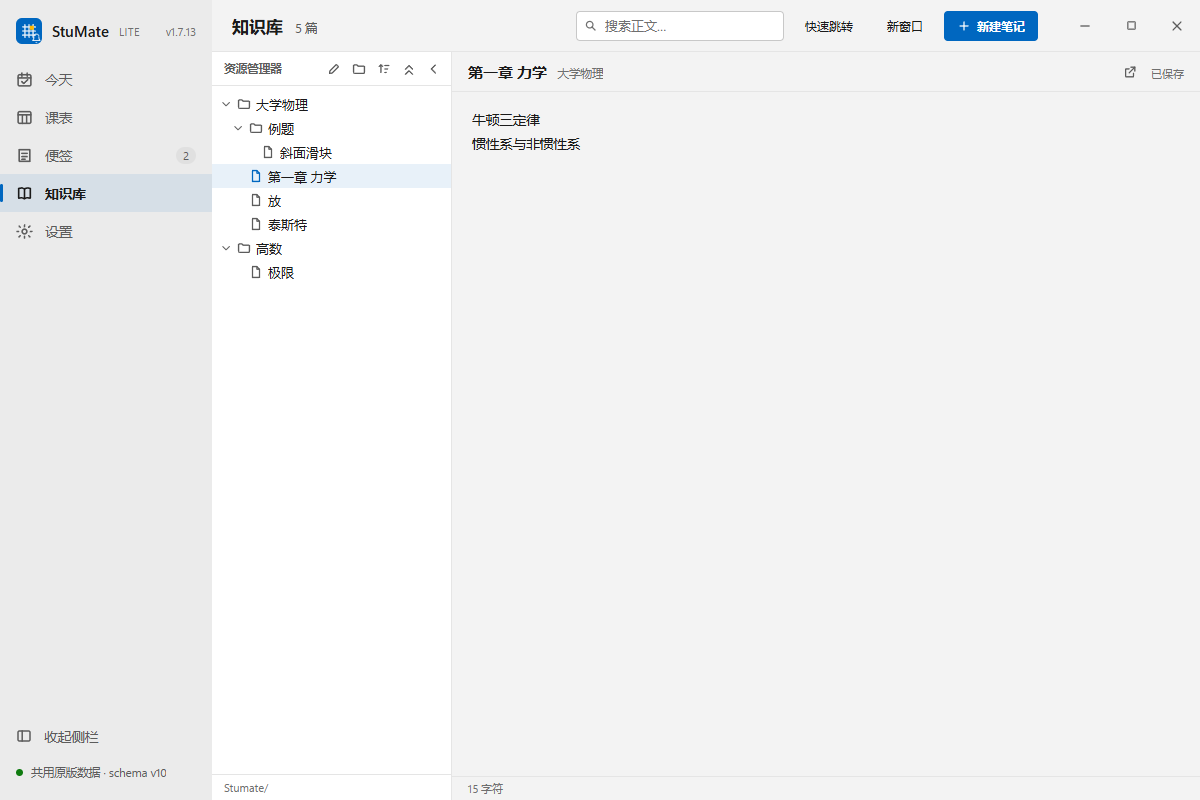 StuMate LITE v1.7.13
今天
课表
便签 2
知识库
设置
收起侧栏
共用原版数据 · schema v10
知识库 5 篇
搜索正文...
快速跳转
新窗口
新建笔记
资源管理器
大学物理
例题
斜面滑块
第一章 力学
放
泰斯特
高数
极限
Stumate/
第一章 力学 大学物理
已保存
牛顿三定律
惯性系与非惯性系
15 字符